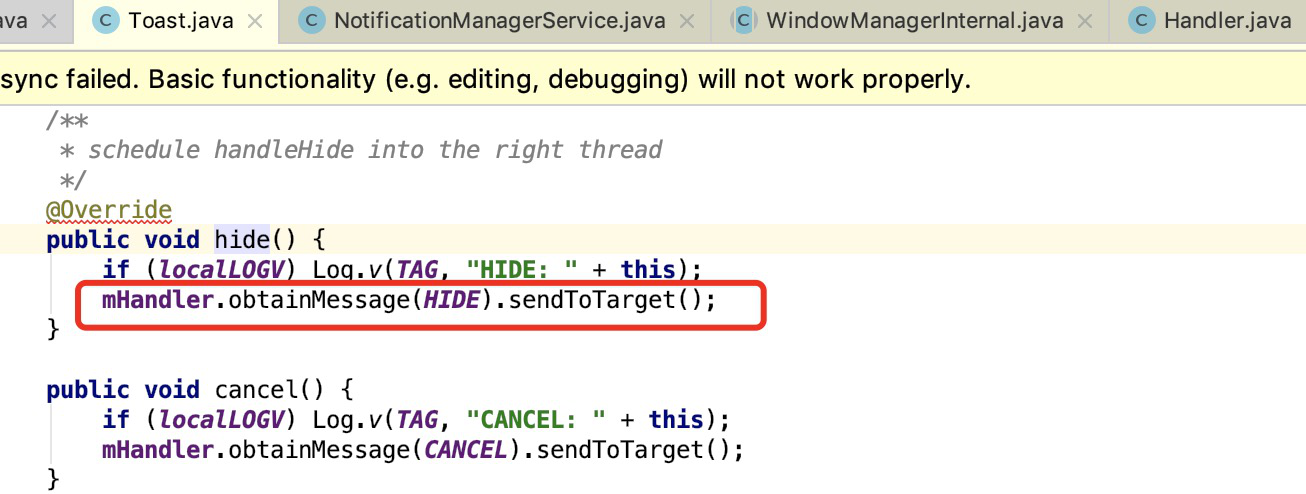 ava Toast.java NotificationManagerService.java WindowManagerInternal.java Handler.java
sync failed. Basic functionality (e.g. editing, debugging) will not work properly.
/**
 * schedule handleHide into the right thread
 */
@Override
public void hide() {
    if (localLOGV) Log.v(TAG, "HIDE: " + this);
    mHandler.obtainMessage(HIDE).sendToTarget();
}
public void cancel() {
    if (localLOGV) Log.v(TAG, "CANCEL: " + this);
    mHandler.obtainMessage(CANCEL).sendToTarget();
}